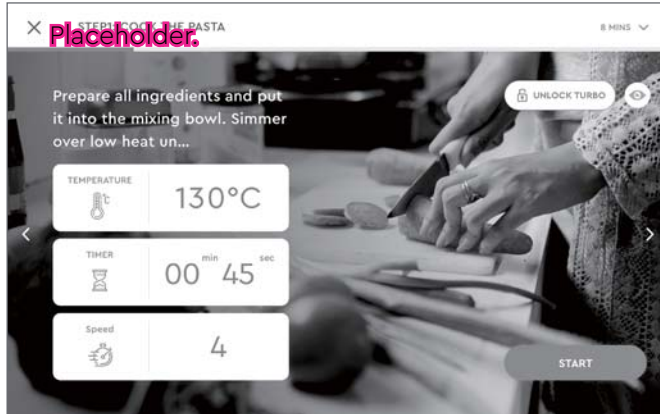 STEP1: COOK THE PASTA
Placeholder.
8 MINS
Prepare all ingredients and put
it into the mixing bowl. Simmer
over low heat un...
UNLOCK TURBO
TEMPERATURE
°C
130°C
TIMER
00 min 45 sec
Speed
4
START